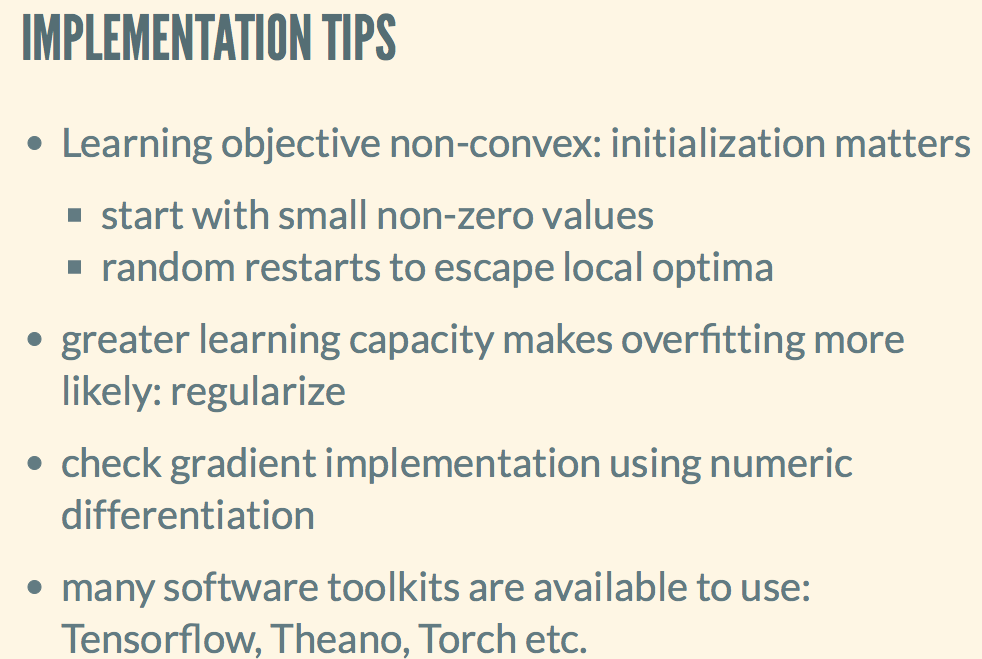 IMPLEMENTATION TIPS
• Learning objective non-convex: initialization matters
▪ start with small non-zero values
▪ random restarts to escape local optima
• greater learning capacity makes overfitting more
likely: regularize
• check gradient implementation using numeric
differentiation
• many software toolkits are available to use:
Tensorflow, Theano, Torch etc.